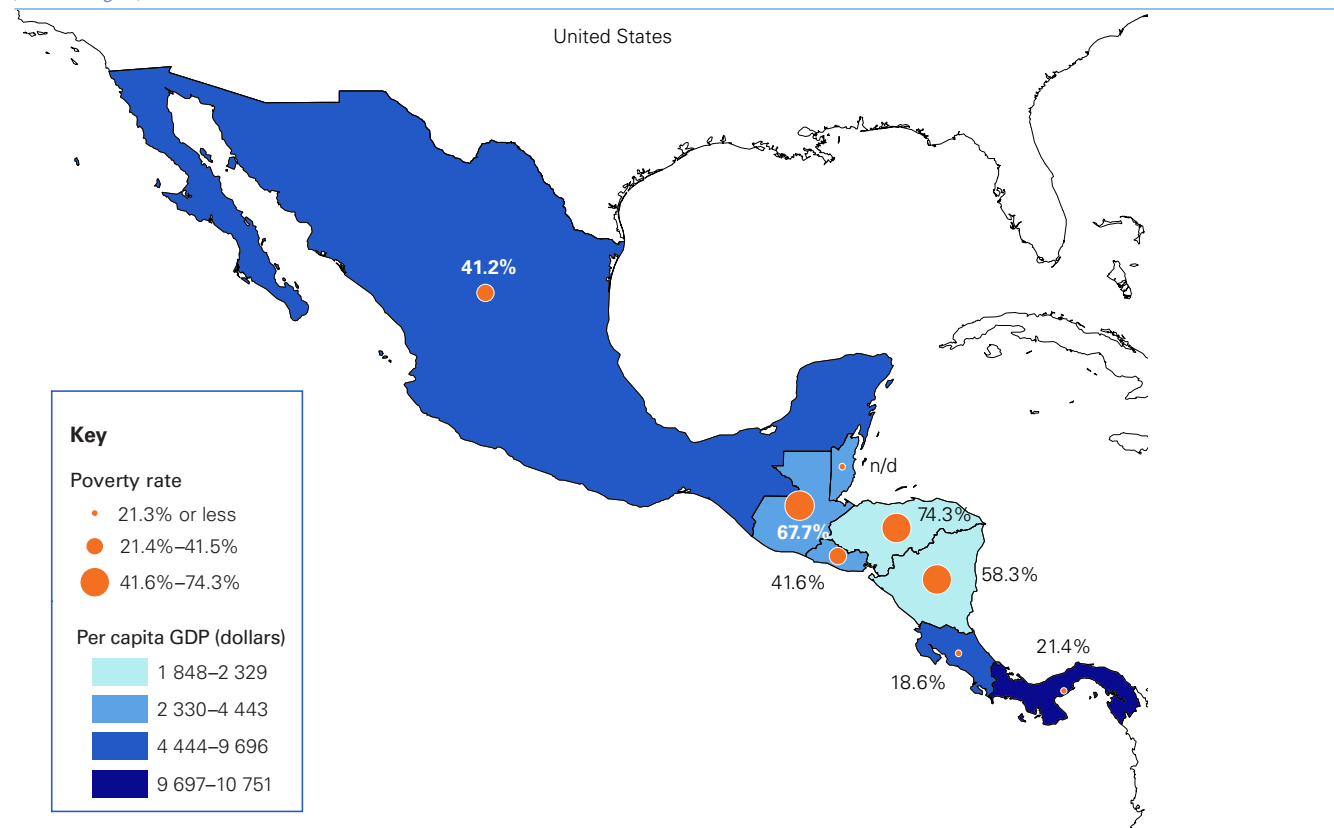 United States
41.2%
n/d
74.3%
67.7%
41.6%
58.3%
21.4%
18.6%
Key
Poverty rate
21.3% or less
21.4%–41.5%
41.6%–74.3%
Per capita GDP (dollars)
1 848–2 329
2 330–4 443
4 444–9 696
9 697–10 751